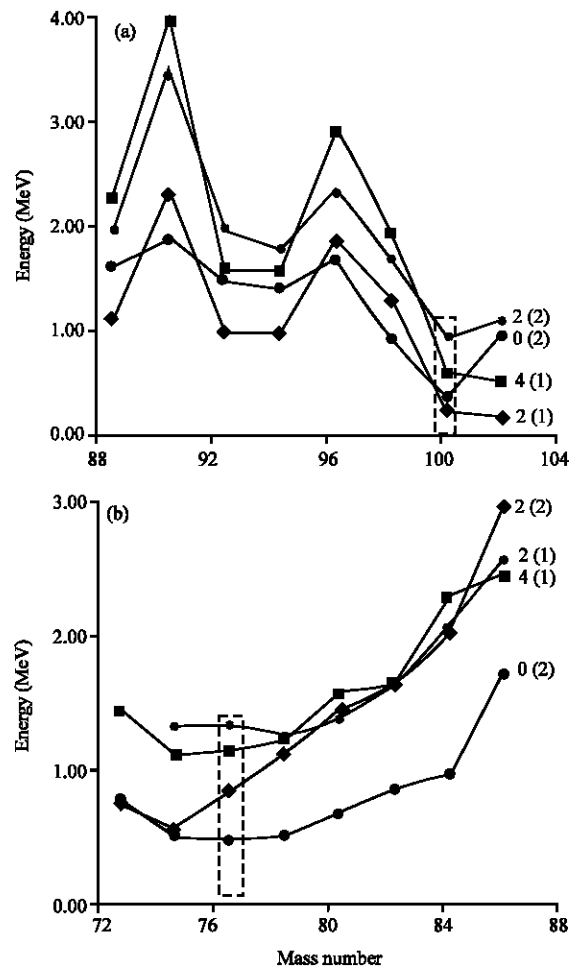 (a)
4.00
3.00
2.00
1.00
0.00
Energy (MeV)
2 (2)
0 (2)
4 (1)
2 (1)
88 92 96 100 104
(b)
3.00
2.00
1.00
0.00
Energy (MeV)
2 (2)
2 (1)
4 (1)
0 (2)
72 76 80 84 88
Mass number